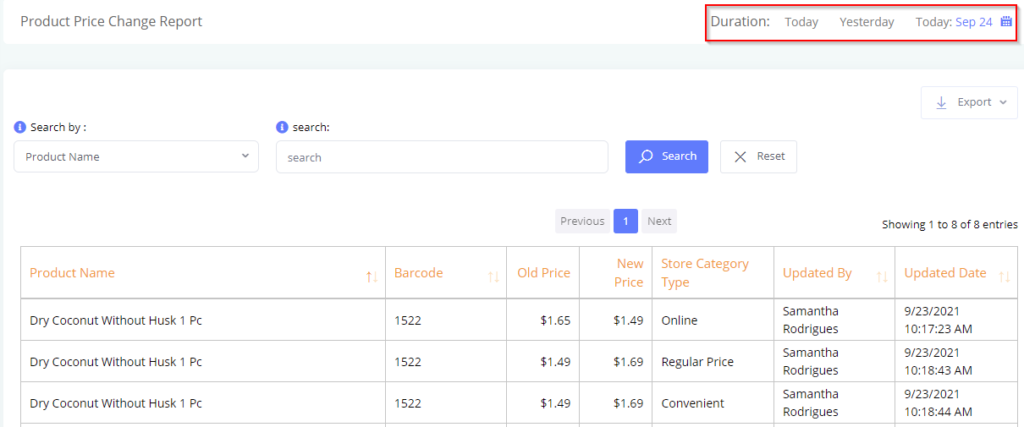 Product Price Change Report
Duration: Today Yesterday Today: Sep 24
Export
Search by :
search:
Product Name
search
Search
Reset
Previous 1 Next
Showing 1 to 8 of 8 entries
Product Name Barcode Old Price New Price Store Category Type Updated By Updated Date
Dry Coconut Without Husk 1 Pc 1522 $1.65 $1.49 Online Samantha Rodrigues 9/23/2021 10:17:23 AM
Dry Coconut Without Husk 1 Pc 1522 $1.49 $1.69 Regular Price Samantha Rodrigues 9/23/2021 10:18:43 AM
Dry Coconut Without Husk 1 Pc 1522 $1.49 $1.69 Convenient Samantha Rodrigues 9/23/2021 10:18:44 AM